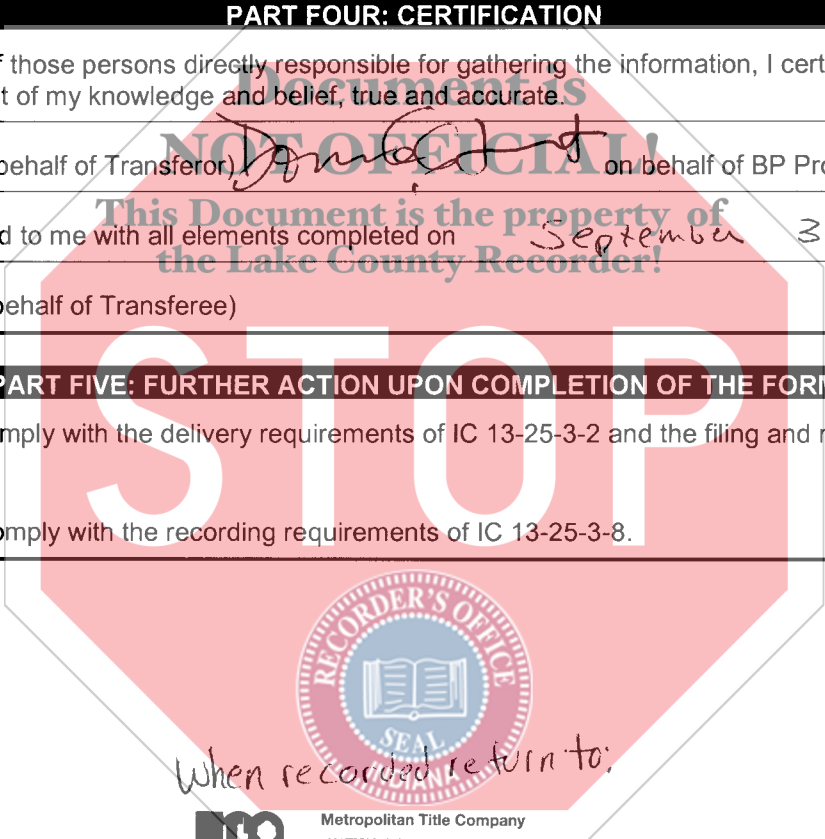 PART FOUR: CERTIFICATION
f those persons directly responsible for gathering the information, I cert
t of my knowledge and belief, true and accurate.
Document is
NOT OFFICIAL!
behalf of Transferor) on behalf of BP Pro
This Document is the property of
d to me with all elements completed on September 3
the Lake County Recorder!
behalf of Transferee)
STOP
PART FIVE: FURTHER ACTION UPON COMPLETION OF THE FORM
mply with the delivery requirements of IC 13-25-3-2 and the filing and r
omply with the recording requirements of IC 13-25-3-8.
RECORDER'S OFFICE
SEAL
INDIANA
When recorded return to:
Metropolitan Title Company